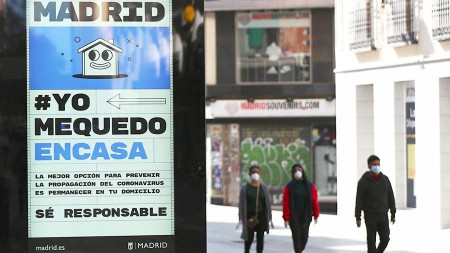 MADRID
#YO
MEQUEDO
ENCASA
LA MEJOR OPCIÓN PARA PREVENIR
LA PROPAGACIÓN DEL CORONAVIRUS
ES PERMANECER EN TU DOMICILIO
SÉ RESPONSABLE
madrid.es
MADRID
MADRID SOUVENIRS
MADRIDSOUVENIRS.COM